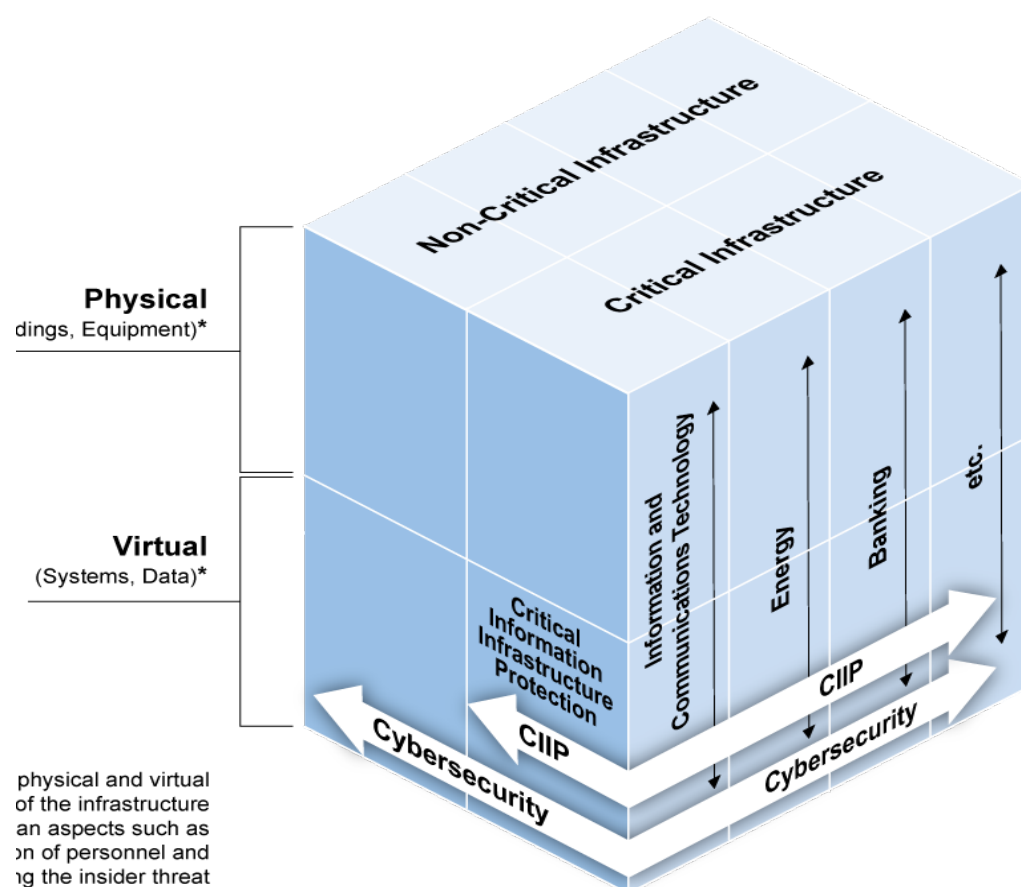 Non-Critical Infrastructure
Critical Infrastructure
Physical
dings, Equipment)*
Virtual
(Systems, Data)*
Information and
Communications Technology
Energy
Banking
etc.
Critical
Information
Infrastructure
Protection
CIIP
CIIP
Cybersecurity
Cybersecurity
physical and virtual
of the infrastructure
an aspects such as
on of personnel and
ng the insider threat